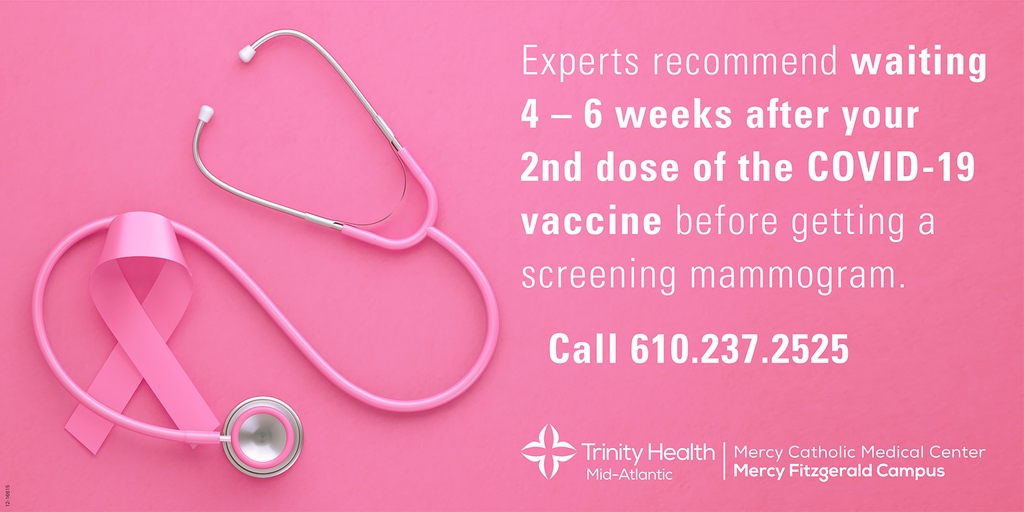 Experts recommend waiting
4 – 6 weeks after your
2nd dose of the COVID-19
vaccine before getting a
screening mammogram.
Call 610.237.2525
Trinity Health
Mid-Atlantic
Mercy Catholic Medical Center
Mercy Fitzgerald Campus